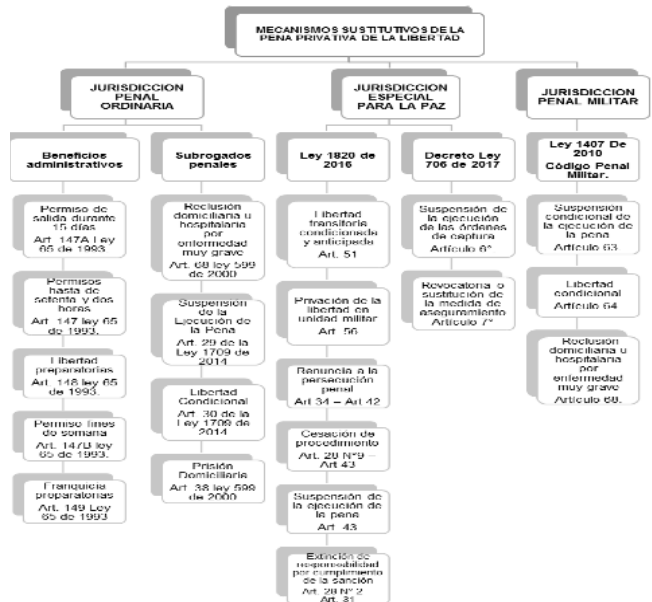 MECANISMOS SUSTITUTIVOS DE LA
PENA PRIVATIVA DE LA LIBERTAD
JURISDICCION
PENAL
ORDINARIA
JURISDICCION
ESPECIAL
PARA LA PAZ
JURISDICCION
PENAL MILITAR
Beneficios
administrativos
Permiso de
salida durante
15 días
Art. 147A Ley
65 de 1993
Permisos
hasta de
setenta y dos
horas
Art. 147 ley 65
de 1993.
Libertad
preparatorias
Art. 148 ley 65
de 1993.
Permiso fines
de semana
Art. 147B ley
65 de 1993.
Franquicia
preparatorias
Art. 149 Ley
65 de 1993
Subrogados
penales
Reclusión
domiciliaria u
hospitalaria
por
enfermedad
muy grave
Art. 68 ley 599
de 2000
Suspensión
de la
Ejecución de
la Pena
Art. 29 de la
Ley 1709 de
2014
Libertad
Condicional
Art. 30 de la
Ley 1709 de
2014
Prisión
Domiciliaria
Art. 38 ley 599
de 2000
Ley 1820 de
2016
Libertad
transitoria
condicionada
y anticipada
Art. 51
Privación de la
libertad en
unidad militar
Art. 56
Renuncia a la
persecución
penal
Art 34 – Art 42
Cesación de
procedimiento
Art. 28 N°9 –
Art 43
Suspensión de
la ejecución de
la pena
Art. 43
Extinción de
responsabilidad
por cumplimiento
de la sanción
Art. 28 N° 2
Art. 31
Decreto Ley
706 de 2017
Suspensión de
la ejecución
de las órdenes
de captura
Artículo 6°
Revocatoria o
sustitución de
la medida de
aseguramiento
Artículo 7°
Ley 1407 De
2010
Código Penal
Militar.
Suspensión
condicional de
la ejecución de
la pena
Artículo 63
Libertad
condicional
Artículo 64
Reclusión
domiciliaria u
hospitalaria
por
enfermedad
muy grave
Artículo 68.